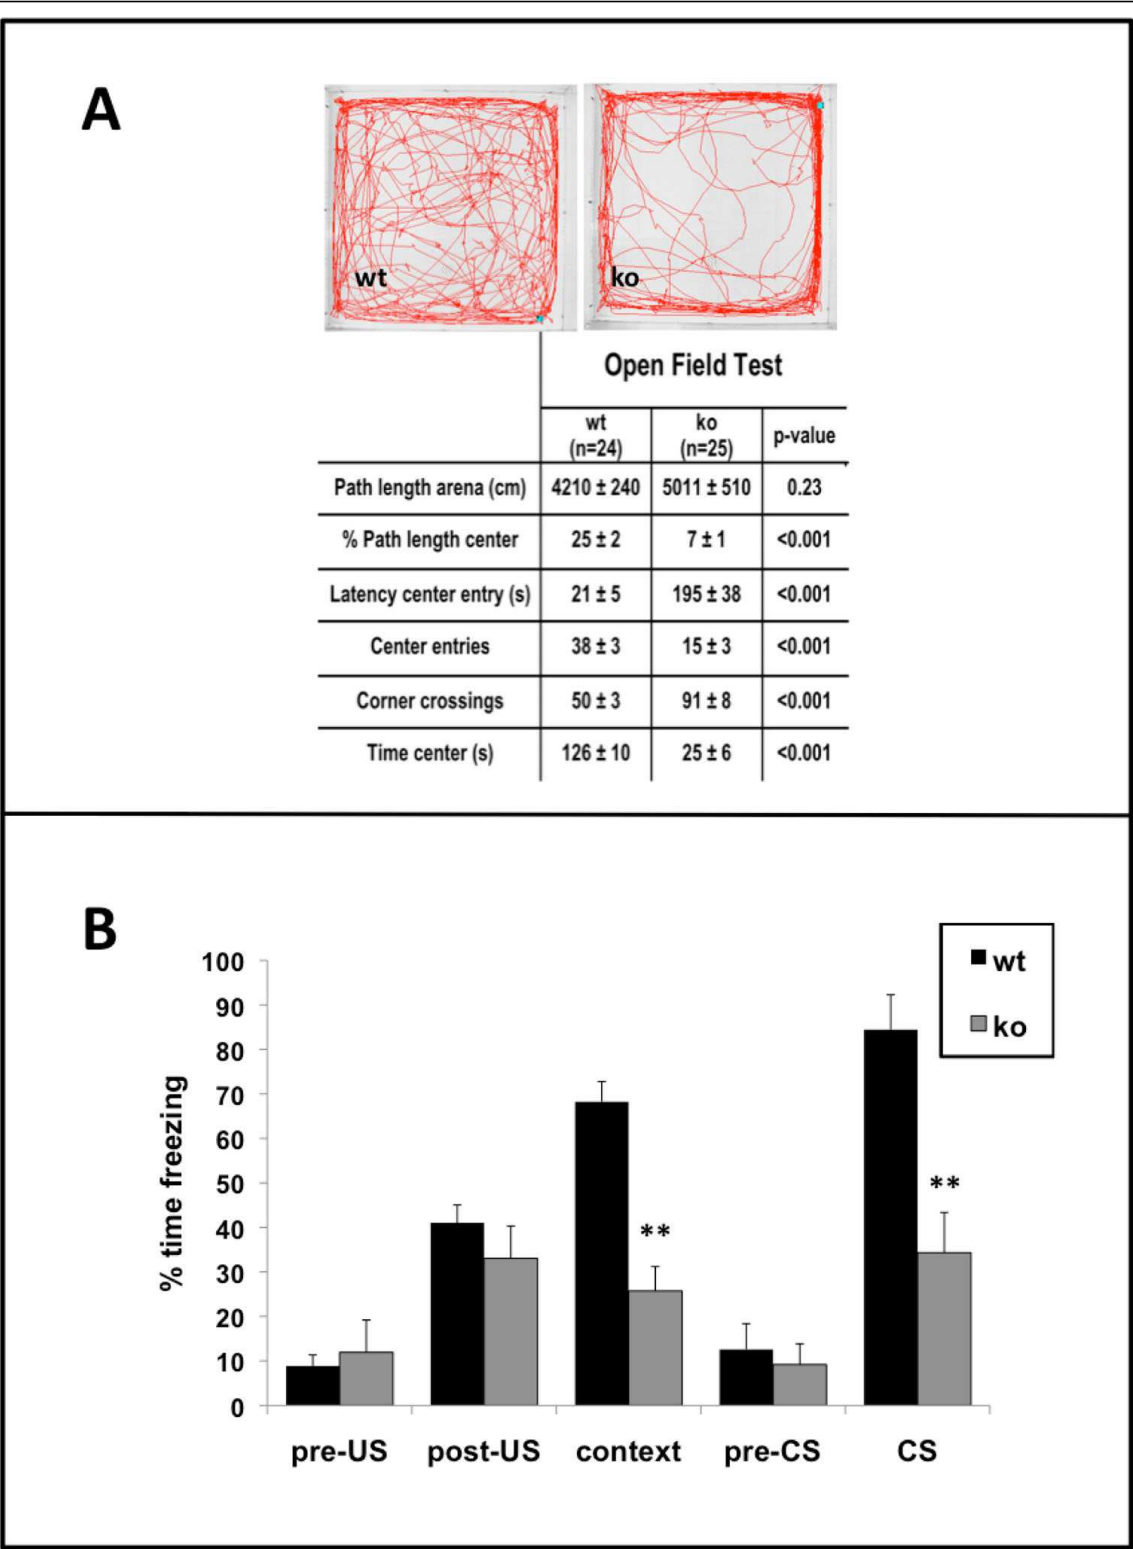 A
wt ko
Open Field Test
wt ko p-value
(n=24) (n=25)
Path length arena (cm) 4210 ± 240 5011 ± 510 0.23
% Path length center 25 ± 2 7 ± 1 <0.001
Latency center entry (s) 21 ± 5 195 ± 38 <0.001
Center entries 38 ± 3 15 ± 3 <0.001
Corner crossings 50 ± 3 91 ± 8 <0.001
Time center (s) 126 ± 10 25 ± 6 <0.001
B
wt
ko
% time freezing
100
90
80
70
60
50
40
30
20
10
0
**
**
pre-US post-US context pre-CS CS